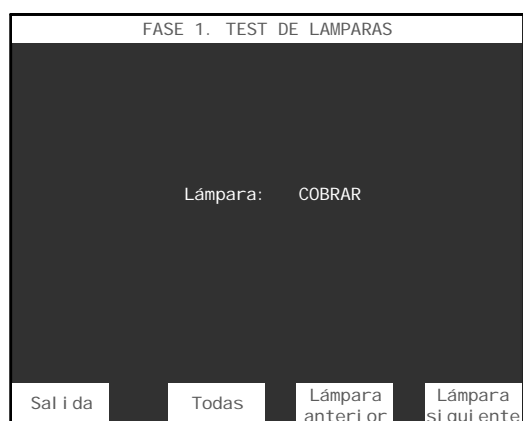 FASE 1. TEST DE LAMPARAS
Lámpara: COBRAR
Salida Todas Lámpara anterior Lámpara siguiente